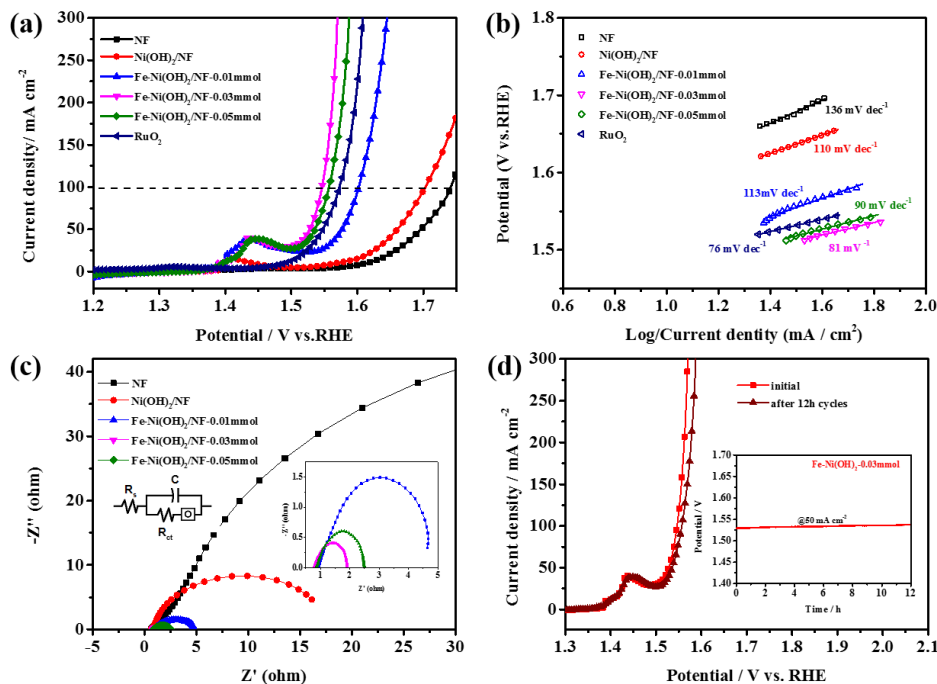 (a)
300
250
200
150
100
50
0
Current density/ mA cm-2
NF
Ni(OH)2/NF
Fe-Ni(OH)2/NF-0.01mmol
Fe-Ni(OH)2/NF-0.03mmol
Fe-Ni(OH)2/NF-0.05mmol
RuO2
1.2 1.3 1.4 1.5 1.6 1.7
Potential / V vs.RHE
(b)
1.8
1.7
1.6
1.5
Potential (V vs.RHE)
NF
Ni(OH)2/NF
Fe-Ni(OH)2/NF-0.01mmol
Fe-Ni(OH)2/NF-0.03mmol
Fe-Ni(OH)2/NF-0.05mmol
RuO2
136 mV dec-1
110 mV dec-1
113mV dec-1
90 mV dec-1
76 mV dec-1
81 mV -1
0.6 0.8 1.0 1.2 1.4 1.6 1.8 2.0
Log/Current dentity (mA / cm2)
(c)
40
30
20
10
0
-Z'' (ohm)
NF
Ni(OH)2/NF
Fe-Ni(OH)2/NF-0.01mmol
Fe-Ni(OH)2/NF-0.03mmol
Fe-Ni(OH)2/NF-0.05mmol
Rs
C
Rct
O
1.5
1.0
0.5
0.0
-Z'' (ohm)
1 2 3 4 5
Z' (ohm)
-5 0 5 10 15 20 25 30
Z' (ohm)
(d)
300
250
200
150
100
50
0
Current density / mA cm-2
initial
after 12h cycles
1.70
1.60
1.50
1.40
Potential / V
Fe-Ni(OH)2-0.03mmol
@50 mA cm-2
0 2 4 6 8 10 12
Time / h
1.3 1.4 1.5 1.6 1.7 1.8 1.9 2.0 2.1
Potential / V vs. RHE